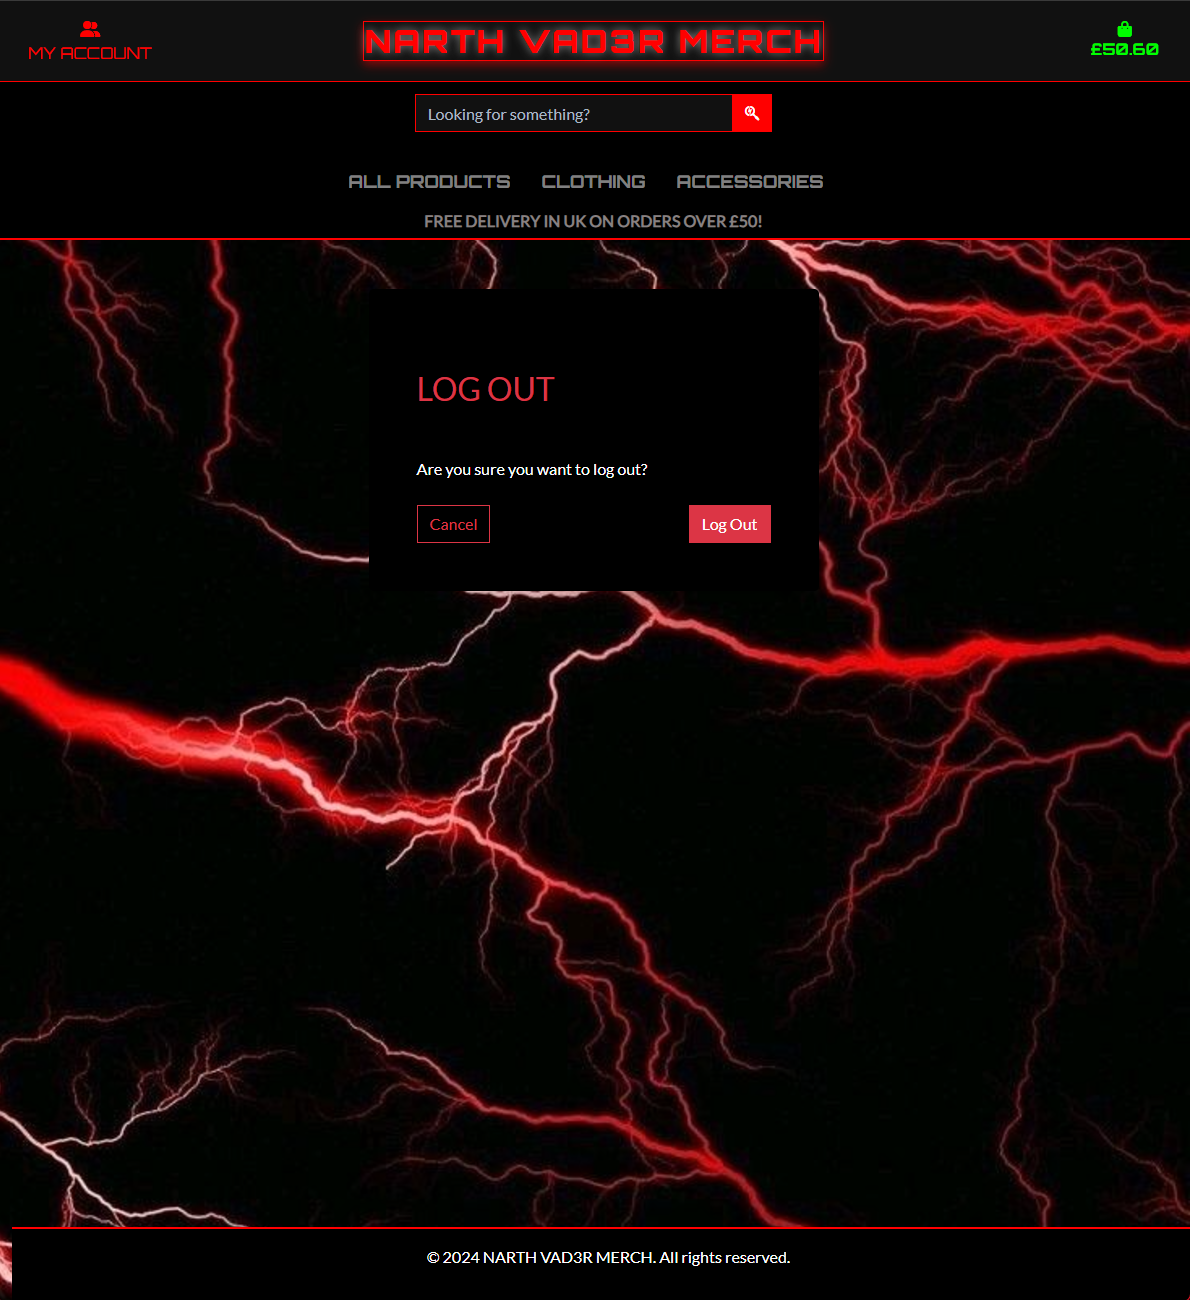 MY ACCOUNT
NARTH VAD3R MERCH
£50.60
Looking for something?
ALL PRODUCTS CLOTHING ACCESSORIES
FREE DELIVERY IN UK ON ORDERS OVER £50!
LOG OUT
Are you sure you want to log out?
Cancel Log Out
© 2024 NARTH VAD3R MERCH. All rights reserved.